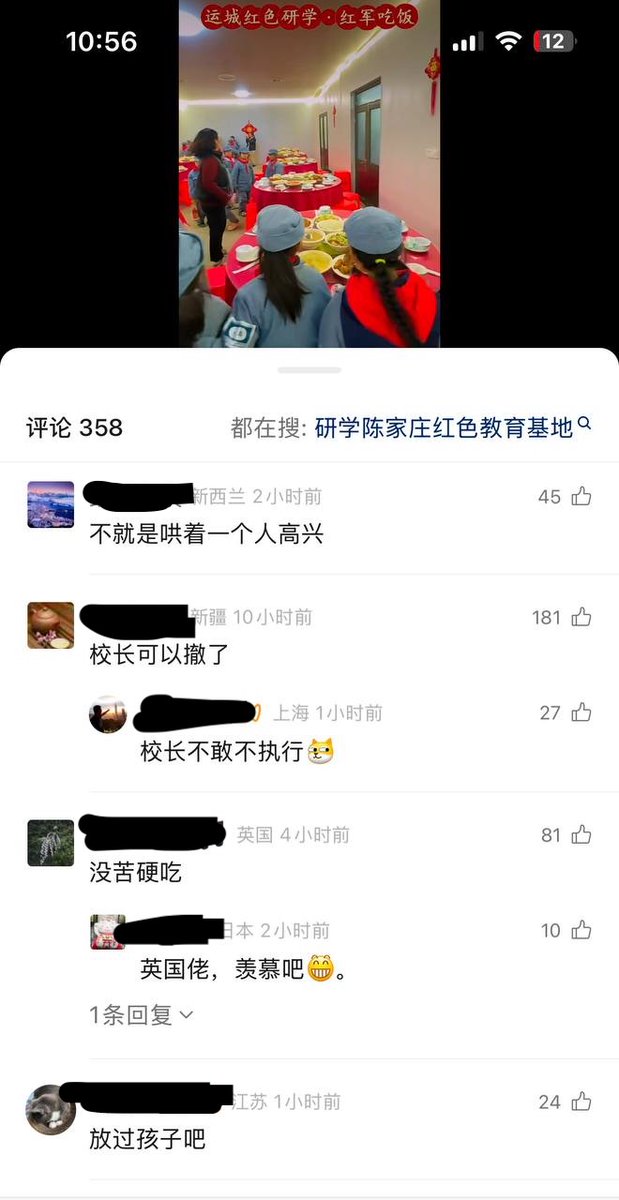 运城红色研学·红军吃饭
10:56
12
评论 358
都在搜: 研学陈家庄红色教育基地
新西兰 2小时前
45
不就是哄着一个人高兴
新疆 10小时前
181
校长可以撤了
上海 1小时前
27
校长不敢不执行
英国 4小时前
81
没苦硬吃
日本 2小时前
10
英国佬，羡慕吧😁。
1条回复
江苏 1小时前
24
放过孩子吧